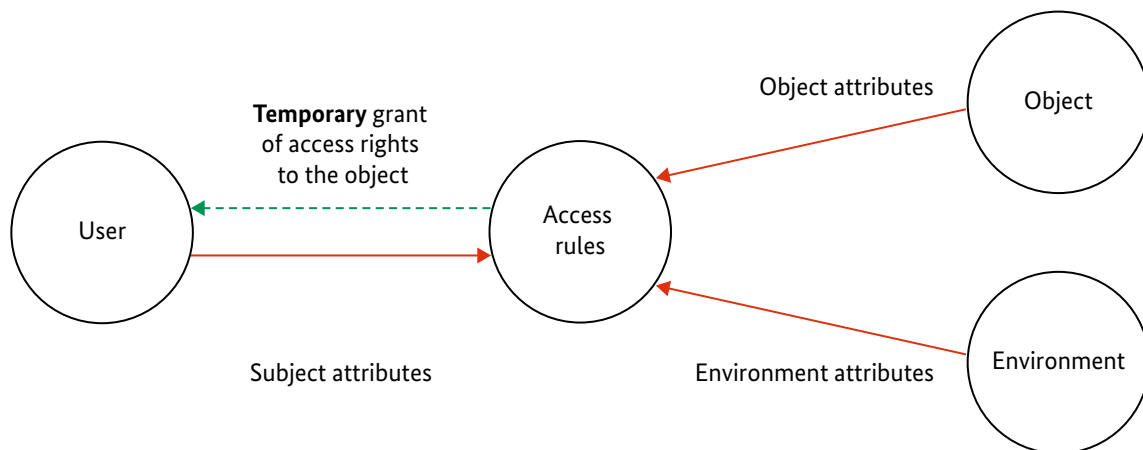 Object attributes
Object
Temporary grant
of access rights
to the object
User
Access
rules
Subject attributes
Environment attributes
Environment